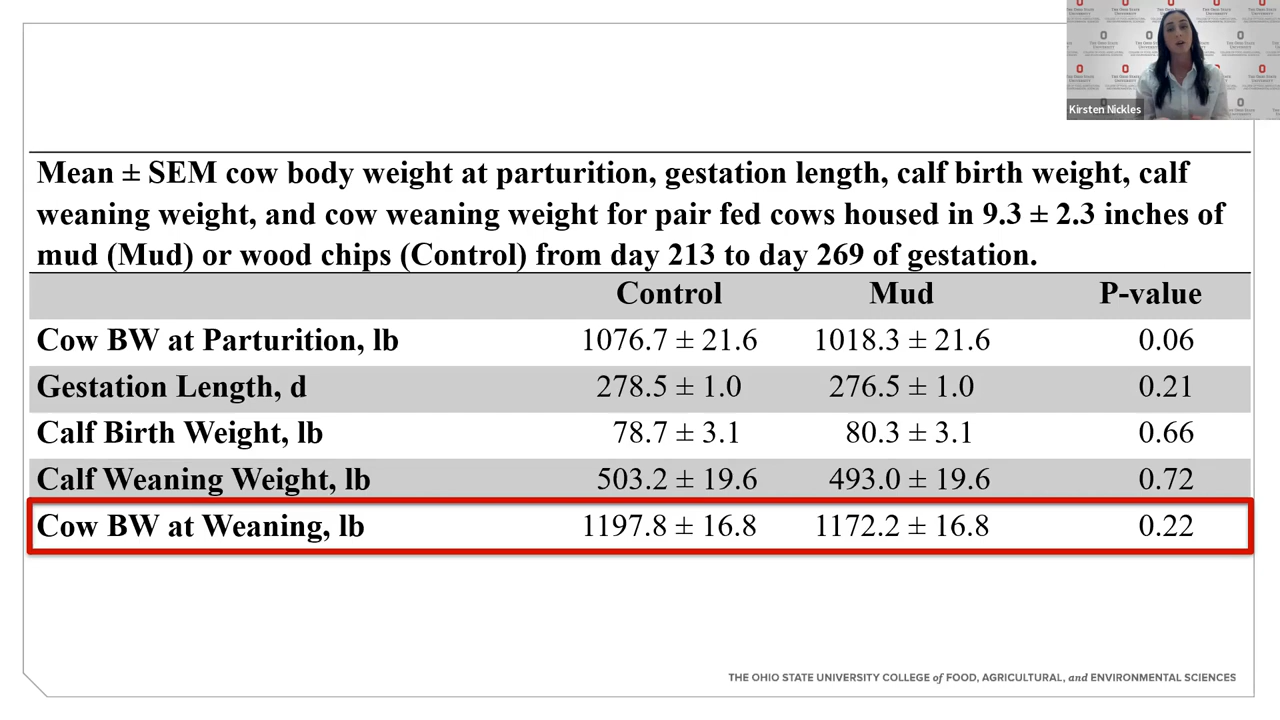 Kirsten Nickles
Mean ± SEM cow body weight at parturition, gestation length, calf birth weight, calf
weaning weight, and cow weaning weight for pair fed cows housed in 9.3 ± 2.3 inches of
mud (Mud) or wood chips (Control) from day 213 to day 269 of gestation.
Control Mud P-value
Cow BW at Parturition, lb 1076.7 ± 21.6 1018.3 ± 21.6 0.06
Gestation Length, d 278.5 ± 1.0 276.5 ± 1.0 0.21
Calf Birth Weight, lb 78.7 ± 3.1 80.3 ± 3.1 0.66
Calf Weaning Weight, lb 503.2 ± 19.6 493.0 ± 19.6 0.72
Cow BW at Weaning, lb 1197.8 ± 16.8 1172.2 ± 16.8 0.22
THE OHIO STATE UNIVERSITY COLLEGE of FOOD, AGRICULTURAL, and ENVIRONMENTAL SCIENCES